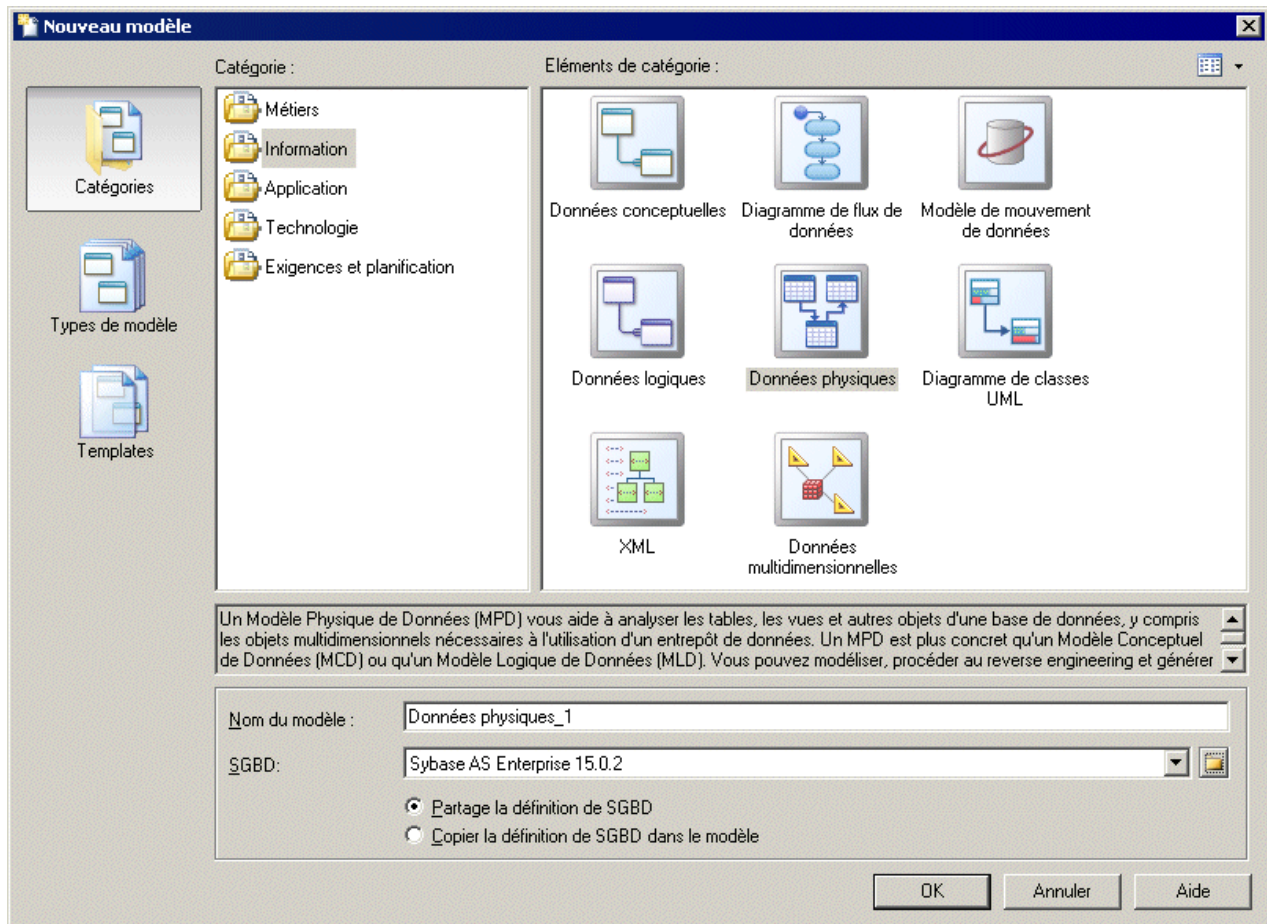 Nouveau modèle
Catégorie :
Eléments de catégorie :
Catégories
Types de modèle
Templates
Métiers
Information
Application
Technologie
Exigences et planification
Données conceptuelles
Diagramme de flux de
données
Modèle de mouvement
de données
Données logiques
Données physiques
Diagramme de classes
UML
XML
Données
multidimensionnelles
Un Modèle Physique de Données (MPD) vous aide à analyser les tables, les vues et autres objets d'une base de données, y compris
les objets multidimensionnels nécessaires à l'utilisation d'un entrepôt de données. Un MPD est plus concret qu'un Modèle Conceptuel
de Données (MCD) ou qu'un Modèle Logique de Données (MLD). Vous pouvez modéliser, procéder au reverse engineering et générer
Nom du modèle :
Données physiques_1
SGBD:
Sybase AS Enterprise 15.0.2
Partage la définition de SGBD
Copier la définition de SGBD dans le modèle
OK
Annuler
Aide